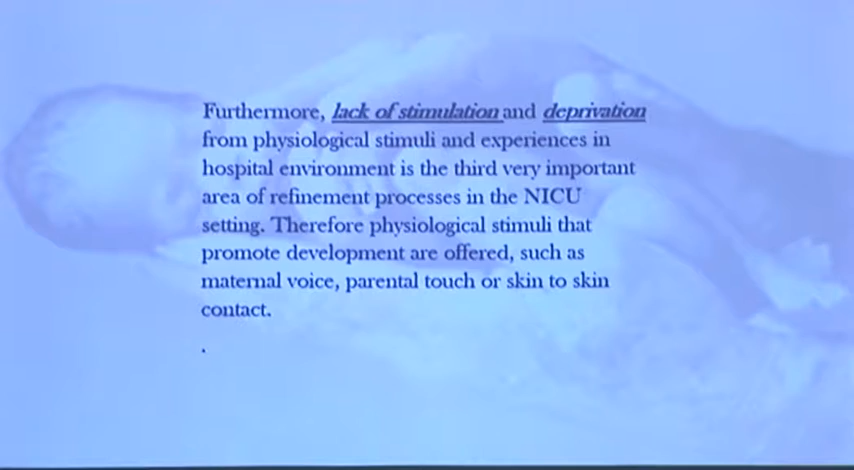 Furthermore, lack of stimulation and deprivation
from physiological stimuli and experiences in
hospital environment is the third very important
area of refinement processes in the NICU
setting. Therefore physiological stimuli that
promote development are offered, such as
maternal voice, parental touch or skin to skin
contact.
.